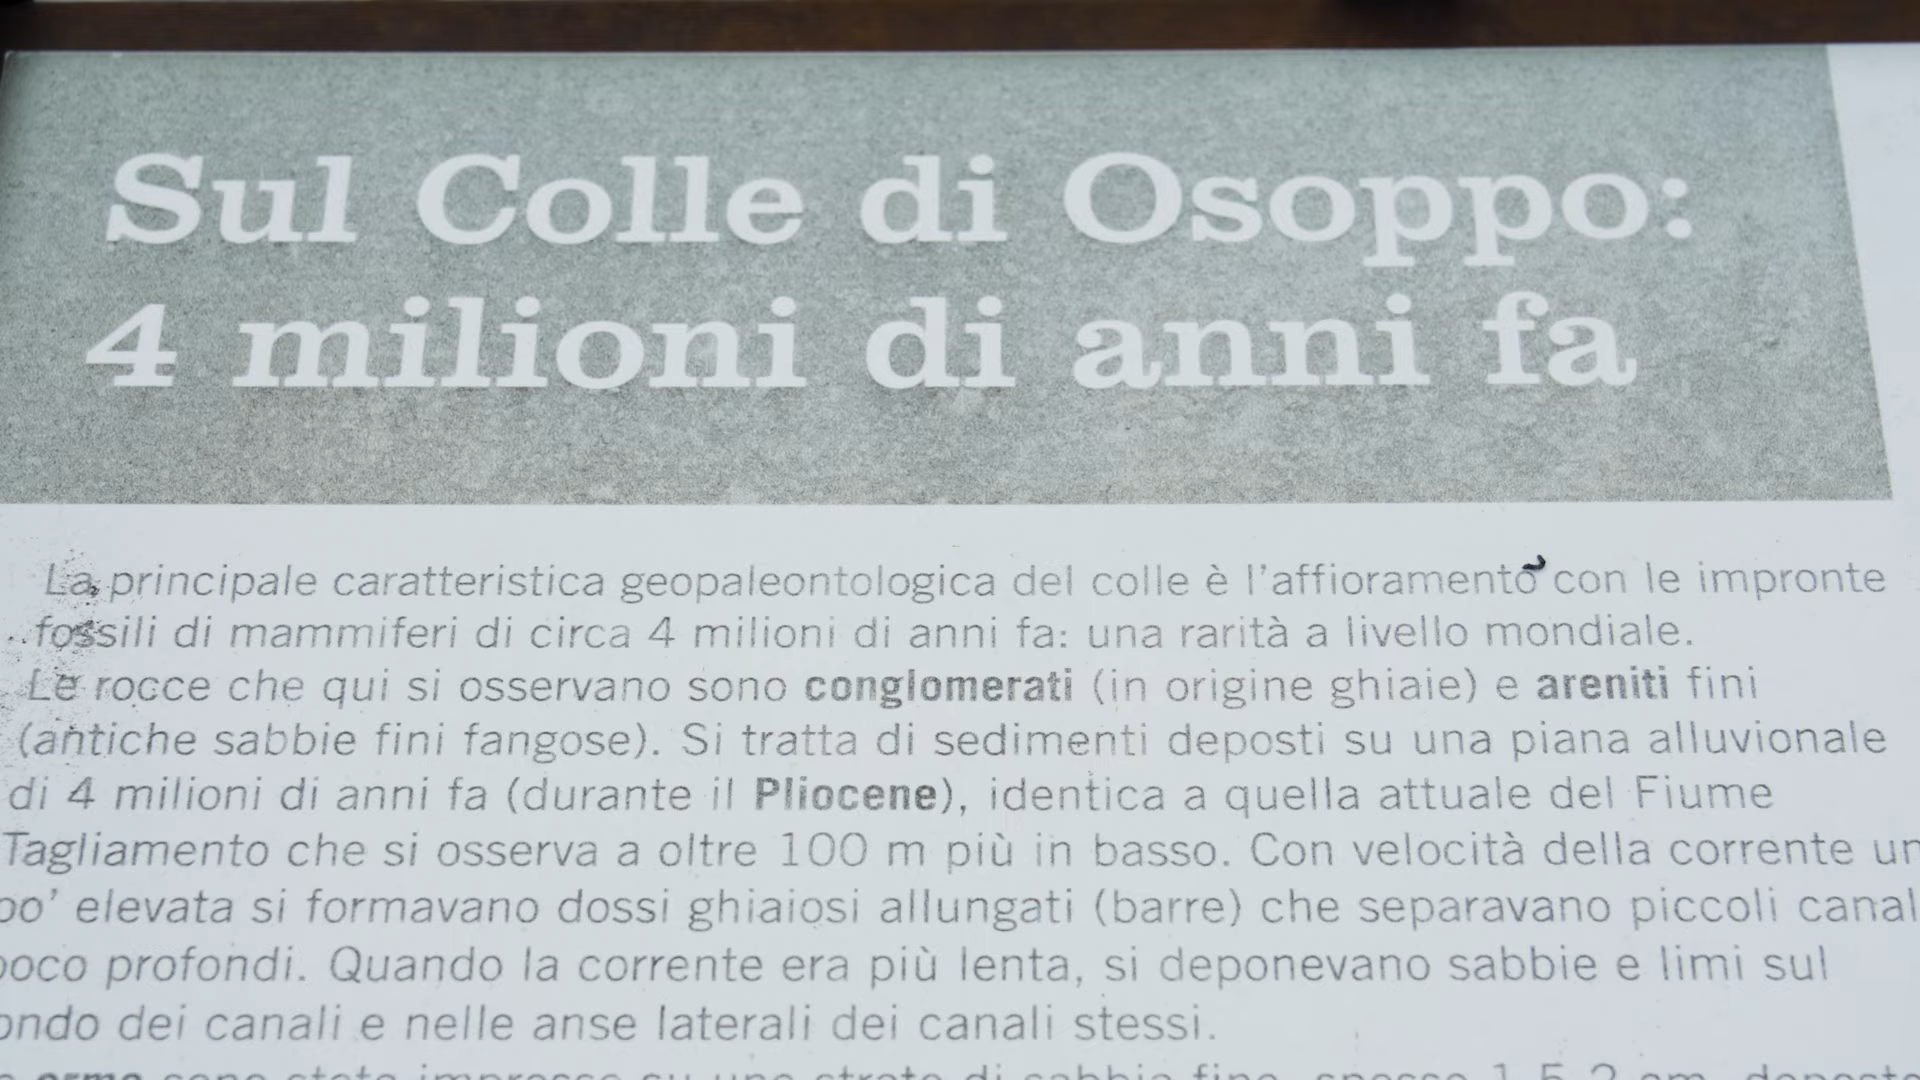 Sul Colle di Osoppo:
4 milioni di anni fa
La principale caratteristica geopaleontologica del colle è l'affioramento con le impronte
fossili di mammiferi di circa 4 milioni di anni fa: una rarità a livello mondiale.
Le rocce che qui si osservano sono conglomerati (in origine ghiaie) e areniti fini
(antiche sabbie fini fangose). Si tratta di sedimenti deposti su una piana alluvionale
di 4 milioni di anni fa (durante il Pliocene), identica a quella attuale del Fiume
Tagliamento che si osserva a oltre 100 m più in basso. Con velocità della corrente un
po' elevata si formavano dossi ghiaiosi allungati (barre) che separavano piccoli canal
poco profondi. Quando la corrente era più lenta, si deponevano sabbie e limi sul
ondo dei canali e nelle anse laterali dei canali stessi.